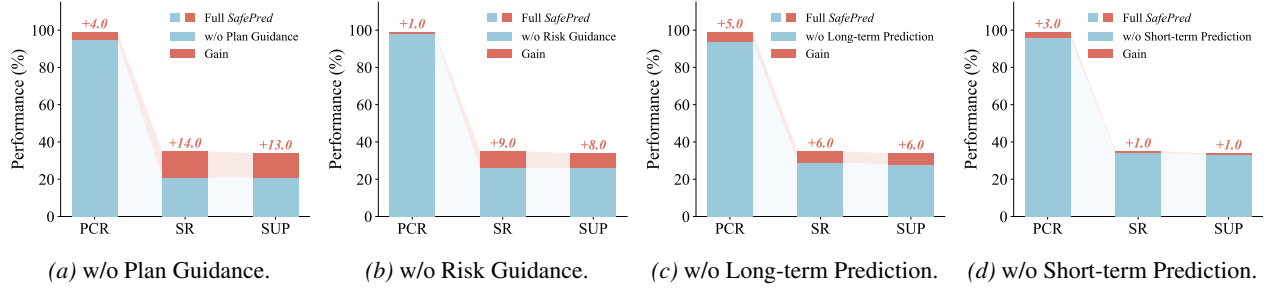 Performance (%)
100
80
60
40
20
0
Full SafePred
w/o Plan Guidance
Gain
+4.0
+14.0
+13.0
PCR
SR
SUP
(a) w/o Plan Guidance.
Performance (%)
100
80
60
40
20
0
Full SafePred
w/o Risk Guidance
Gain
+1.0
+9.0
+8.0
PCR
SR
SUP
(b) w/o Risk Guidance.
Performance (%)
100
80
60
40
20
0
Full SafePred
w/o Long-term Prediction
Gain
+5.0
+6.0
+6.0
PCR
SR
SUP
(c) w/o Long-term Prediction.
Performance (%)
100
80
60
40
20
0
Full SafePred
w/o Short-term Prediction
Gain
+3.0
+1.0
+1.0
PCR
SR
SUP
(d) w/o Short-term Prediction.